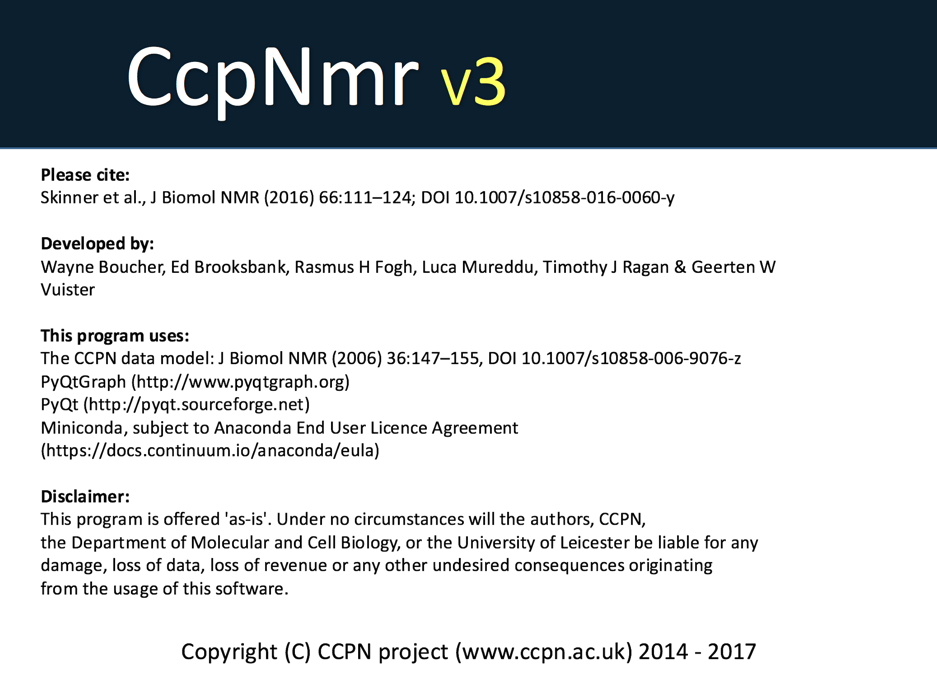 CcpNmr v3
Please cite:
Skinner et al., J Biomol NMR (2016) 66:111–124; DOI 10.1007/s10858-016-0060-y
Developed by:
Wayne Boucher, Ed Brooksbank, Rasmus H Fogh, Luca Mureddu, Timothy J Ragan & Geerten W
Vuister
This program uses:
The CCPN data model: J Biomol NMR (2006) 36:147–155, DOI 10.1007/s10858-006-9076-z
PyQtGraph (http://www.pyqtgraph.org)
PyQt (http://pyqt.sourceforge.net)
Miniconda, subject to Anaconda End User Licence Agreement
(https://docs.continuum.io/anaconda/eula)
Disclaimer:
This program is offered 'as-is'. Under no circumstances will the authors, CCPN,
the Department of Molecular and Cell Biology, or the University of Leicester be liable for any
damage, loss of data, loss of revenue or any other undesired consequences originating
from the usage of this software.
Copyright (C) CCPN project (www.ccpn.ac.uk) 2014 - 2017